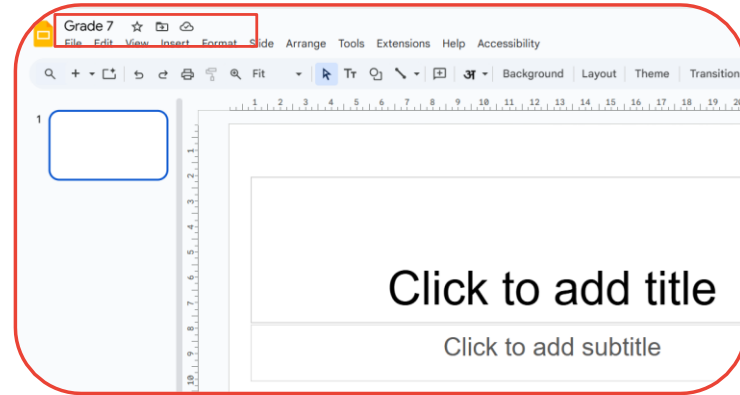 Grade 7
File Edit View Insert Format Slide Arrange Tools Extensions Help Accessibility
Fit Tт अ Background Layout Theme Transition
1 2 3 4 5 6 7 8 9 10 11 12 13 14 15 16 17 18 19
1
1
2
3
4
5
6
7
8
9
10
Click to add title
Click to add subtitle